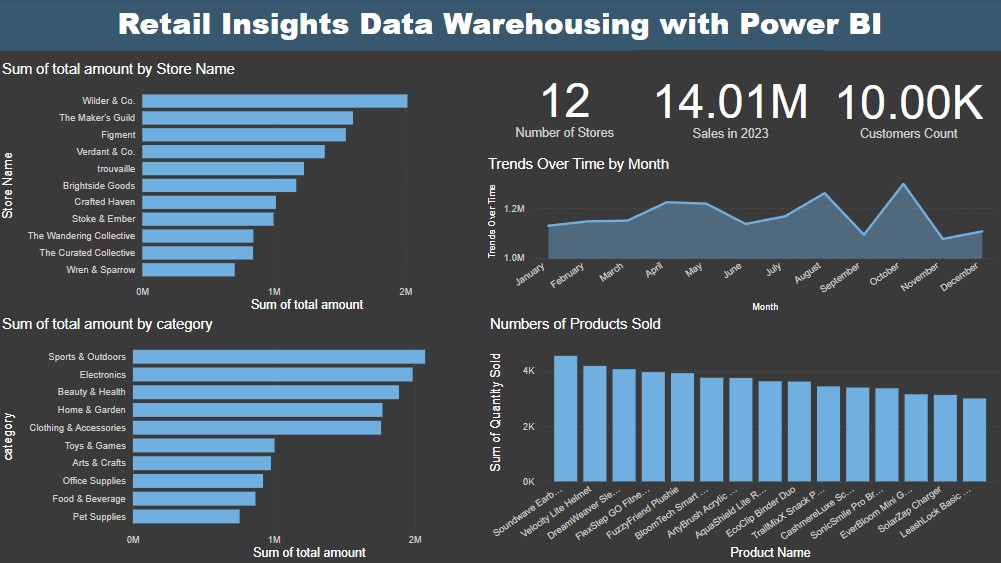 Retail Insights Data Warehousing with Power BI
Sum of total amount by Store Name
Store Name
Wilder & Co.
The Maker's Guild
Figment
Verdant & Co.
trouvaille
Brightside Goods
Crafted Haven
Stoke & Ember
The Wandering Collective
The Curated Collective
Wren & Sparrow
0M 1M 2M
Sum of total amount
12
Number of Stores
14.01M
Sales in 2023
10.00K
Customers Count
Trends Over Time by Month
Trends Over Time
1.2M
1.0M
January February March April May June July August September October November December
Month
Sum of total amount by category
category
Sports & Outdoors
Electronics
Beauty & Health
Home & Garden
Clothing & Accessories
Toys & Games
Arts & Crafts
Office Supplies
Food & Beverage
Pet Supplies
0M 1M 2M
Sum of total amount
Numbers of Products Sold
Sum of Quantity Sold
4K
2K
0K
Soundwave Earb...
Velocity Lite Helmet
DreamWeaver Sle...
FlexStep GO Fitne...
FuzzyFriend Plushie
BloomTech Smart ...
ArtyBrush Acrylic ...
AquaShield Lite R...
EcoClip Binder Duo
TrailMixX Snack P...
CashmereLuxe Sc...
SonicSmile Pro Br...
EverBloom Mini G...
SolarZap Charger
LeashLock Basic ...
Product Name